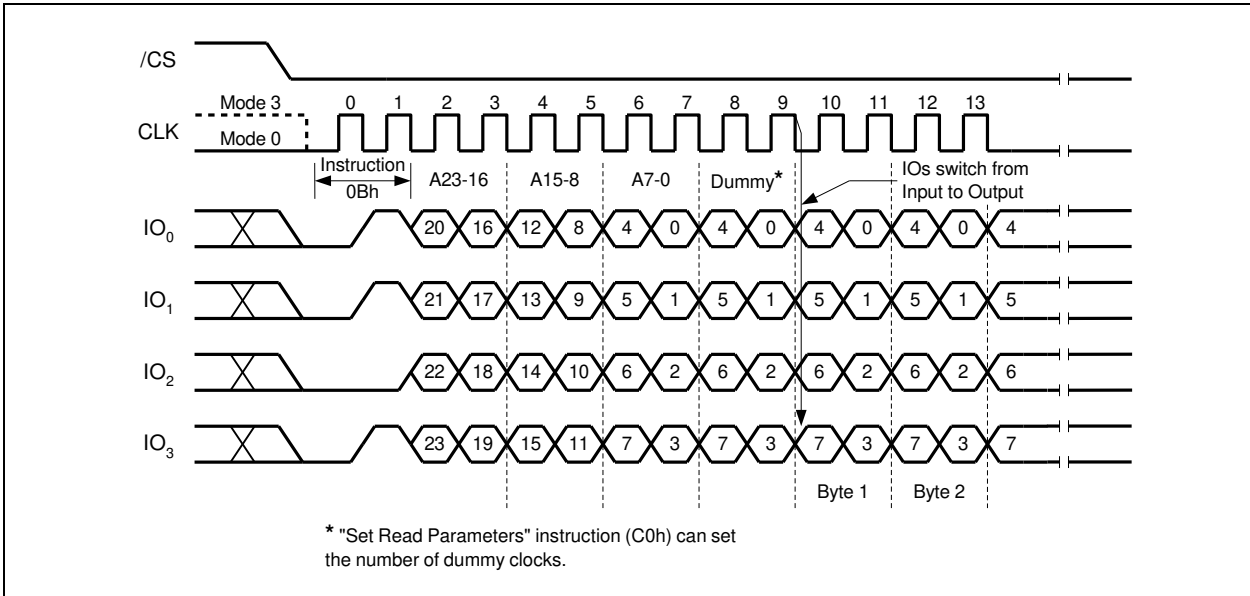 /CS
Mode 3
0 1 2 3 4 5 6 7 8 9 10 11 12 13
CLK
Mode 0
Instruction
0Bh
A23-16 A15-8 A7-0 Dummy*
IOs switch from
Input to Output
IO0 20 16 12 8 4 0 4 0 4 0 4 0 4
IO1 21 17 13 9 5 1 5 1 5 1 5 1 5
IO2 22 18 14 10 6 2 6 2 6 2 6 2 6
IO3 23 19 15 11 7 3 7 3 7 3 7 3 7
Byte 1 Byte 2
* "Set Read Parameters" instruction (C0h) can set
the number of dummy clocks.